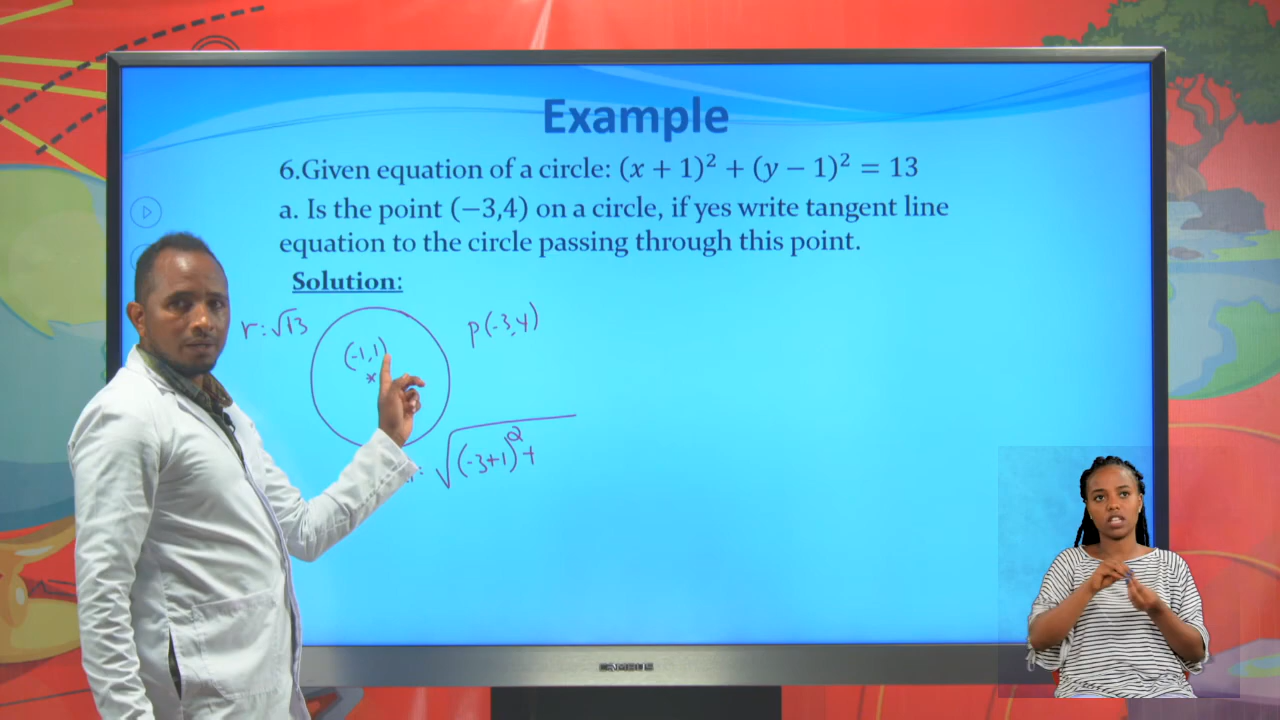 Example
6.Given equation of a circle: (x + 1)² + (y − 1)² = 13
a. Is the point (−3,4) on a circle, if yes write tangent line
equation to the circle passing through this point.
Solution:
r:√13
(-1,1)
p(-3,4)
√(-3+1)²+